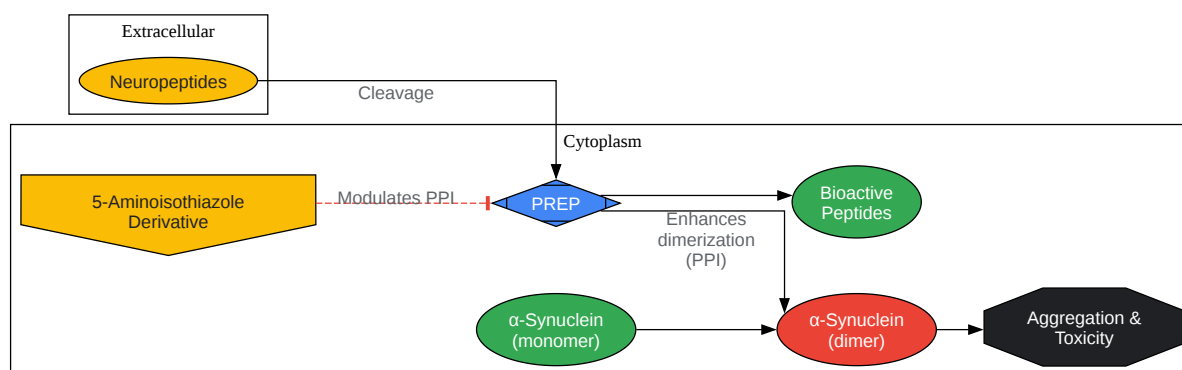 Extracellular
Neuropeptides
Cleavage
Cytoplasm
5-Aminoisothiazole
Derivative
Modulates PPI
PREP
Bioactive
Peptides
Enhances
dimerization
(PPI)
α-Synuclein
(monomer)
α-Synuclein
(dimer)
Aggregation &
Toxicity